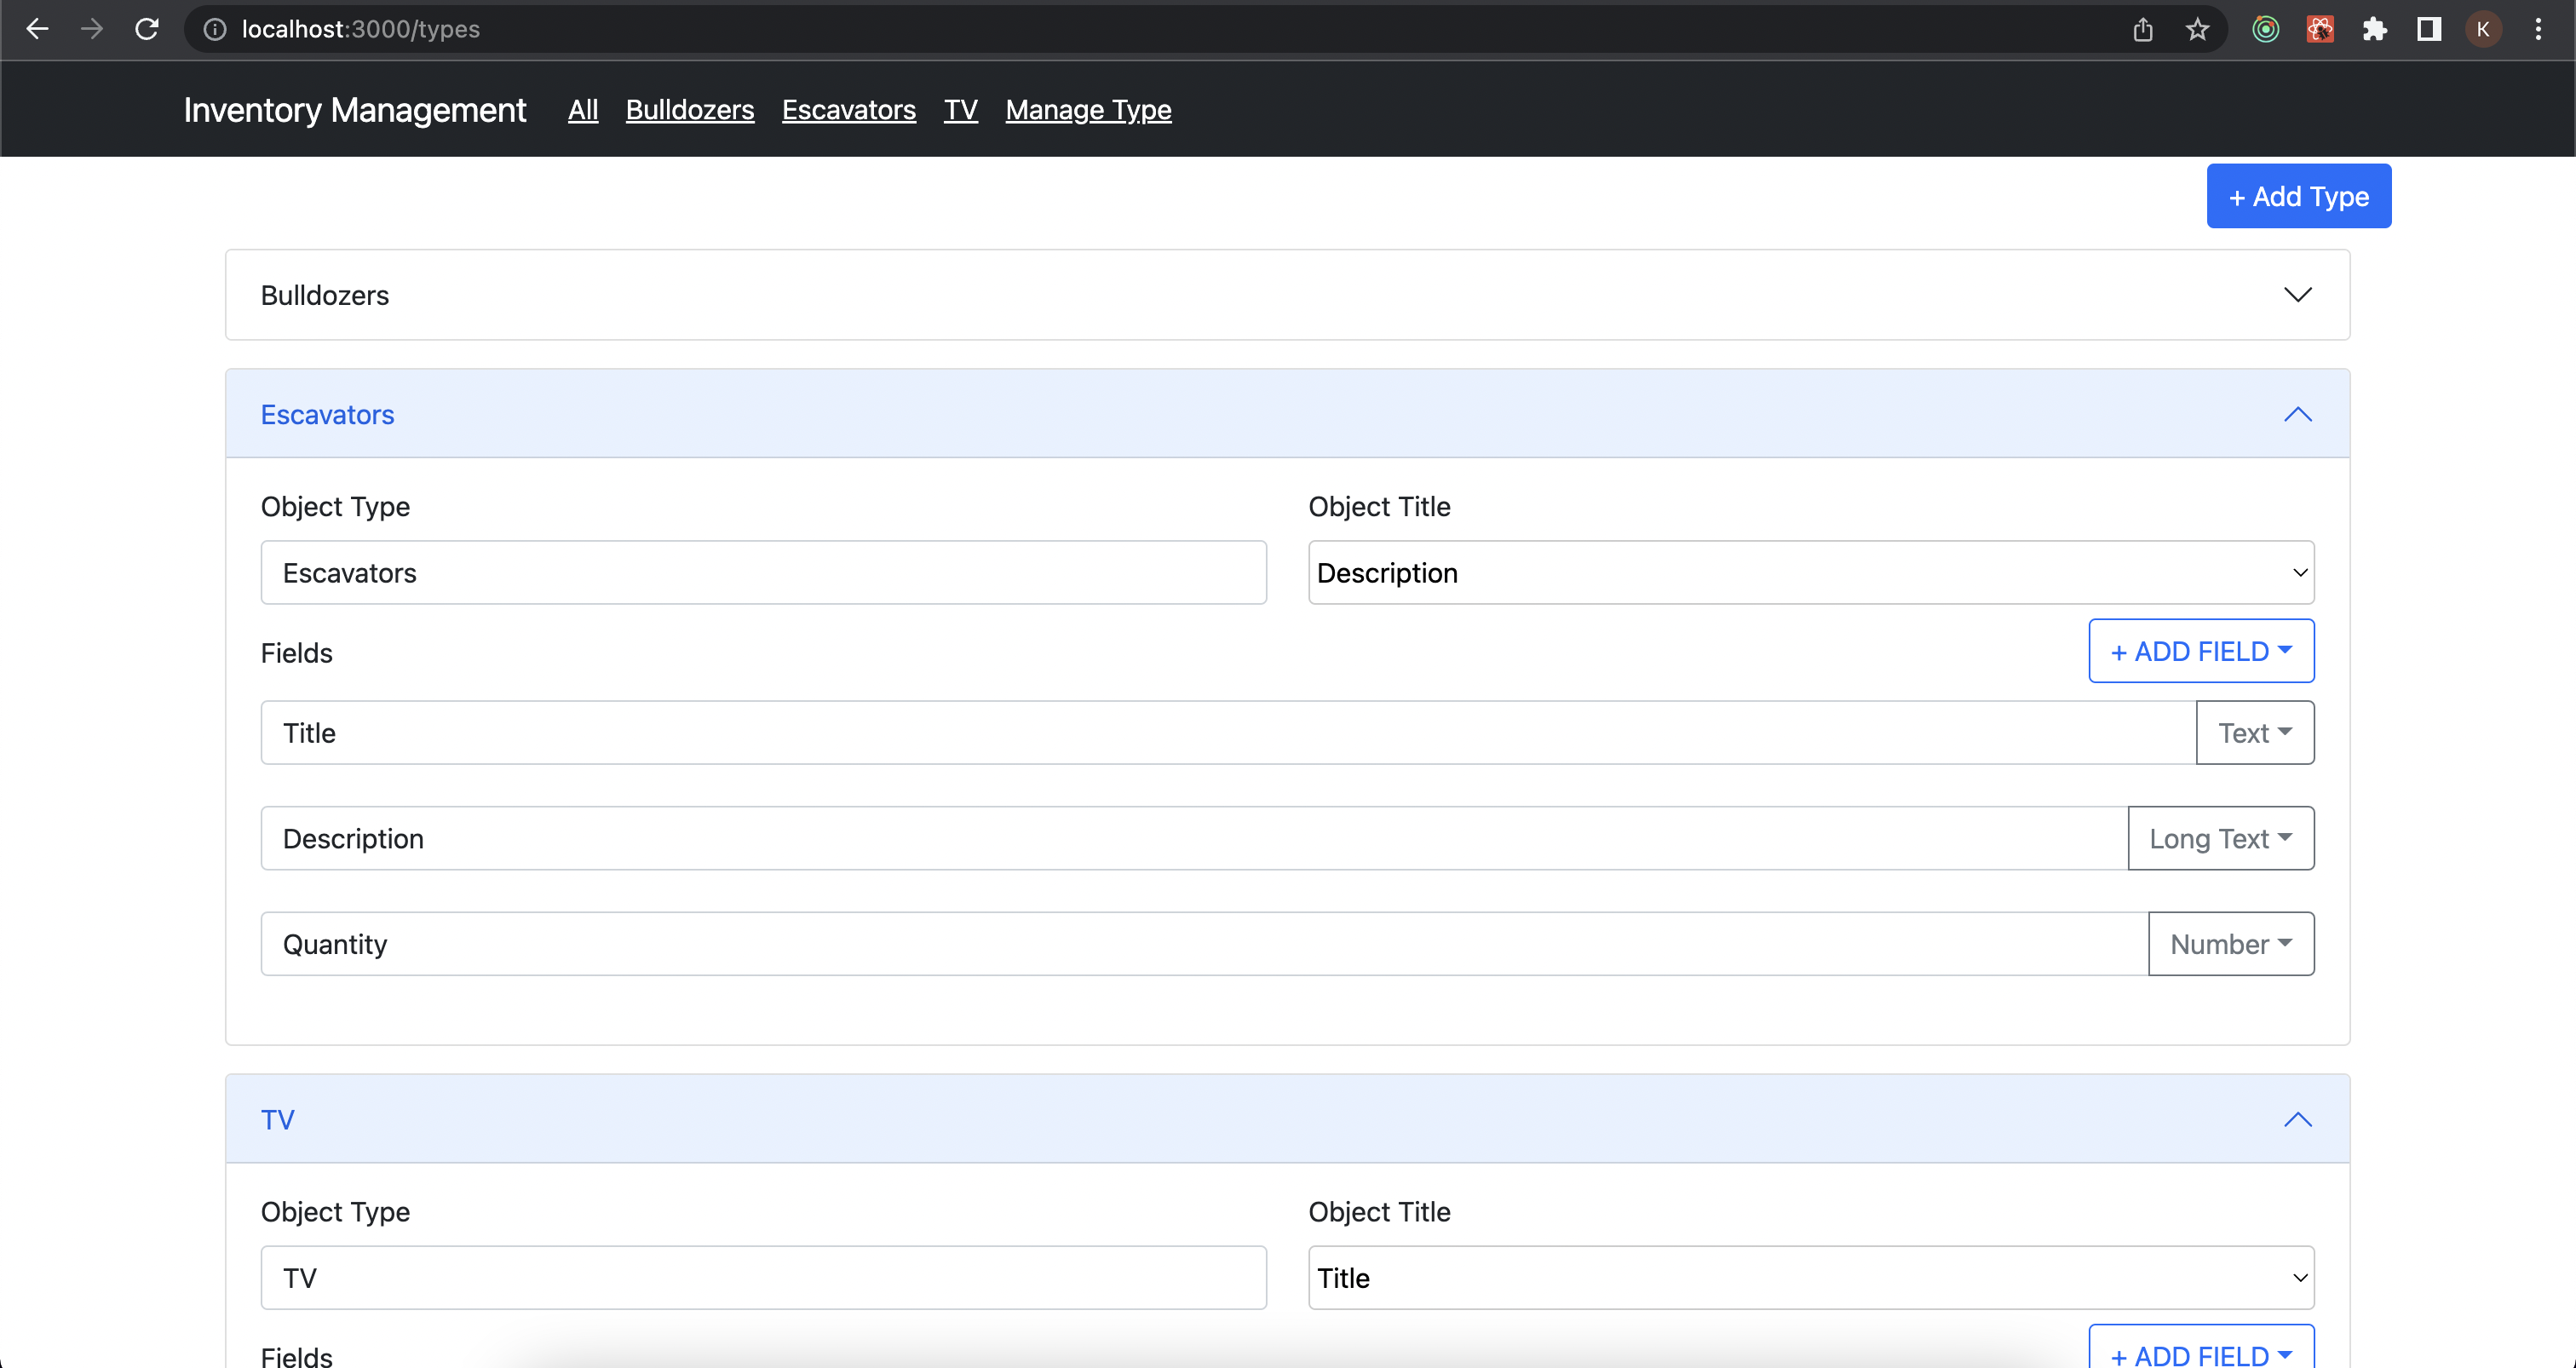 localhost:3000/types
K
Inventory Management All Bulldozers Escavators TV Manage Type
+ Add Type
Bulldozers
Escavators
Object Type Object Title
Escavators Description
Fields + ADD FIELD
Title Text
Description Long Text
Quantity Number
TV
Object Type Object Title
TV Title
Fields + ADD FIELD